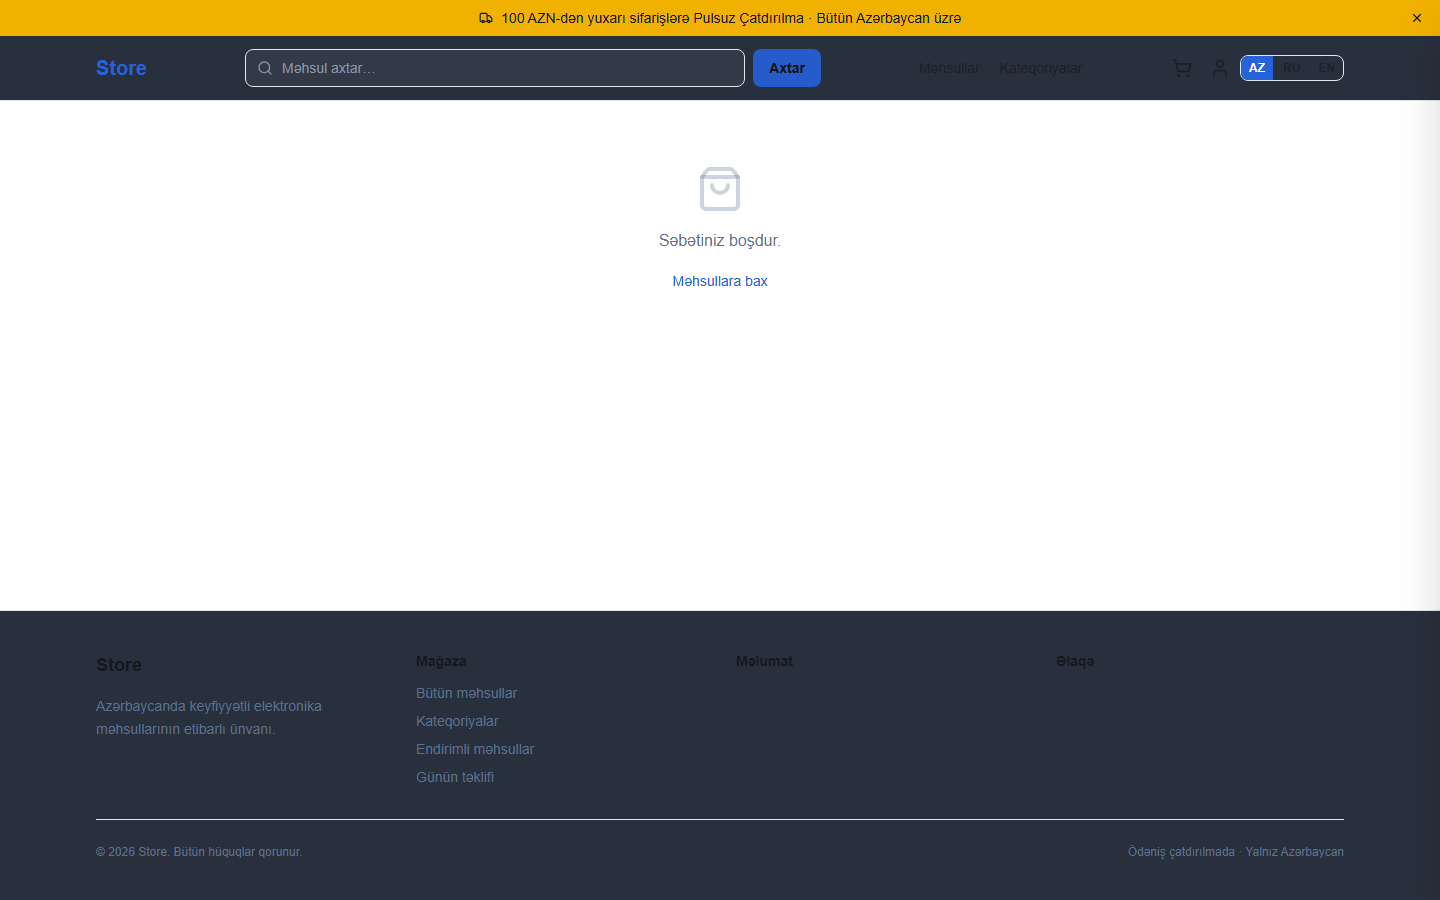 100 AZN-dən yuxarı sifarişlərə Pulsuz Çatdırılma · Bütün Azərbaycan üzrə
Store
Məhsul axtar...
Axtar
Məhsullar
Kateqoriyalar
AZ
RU
EN
Səbətiniz boşdur.
Məhsullara bax
Store
Azərbaycanda keyfiyyətli elektronika
məhsullarının etibarlı ünvanı.
Mağaza
Bütün məhsullar
Kateqoriyalar
Endirimli məhsullar
Günün təklifi
Məlumat
Əlaqə
© 2026 Store. Bütün hüquqlar qorunur.
Ödəniş çatdırılmada · Yalnız Azərbaycan